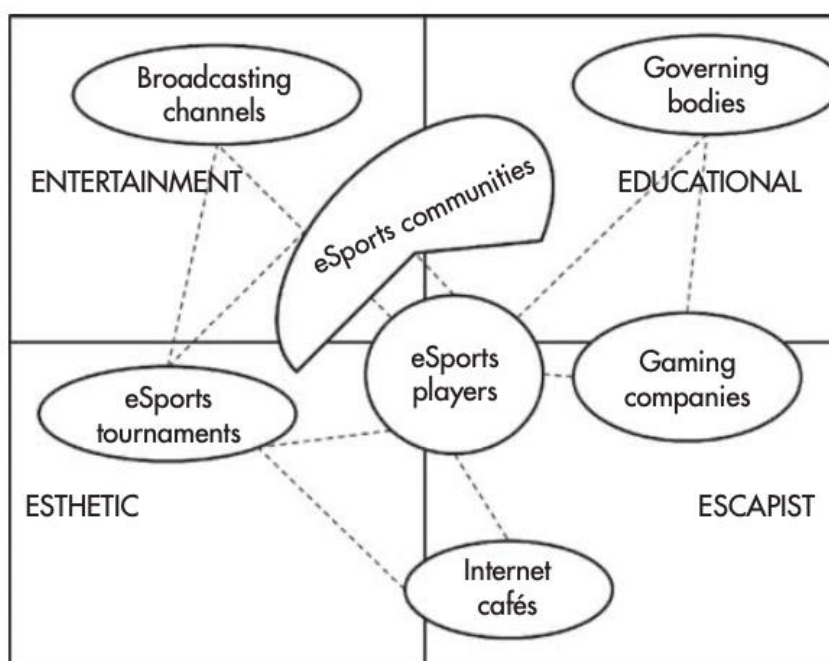 Broadcasting
channels
Governing
bodies
ENTERTAINMENT
eSports communities
EDUCATIONAL
eSports
tournaments
eSports
players
Gaming
companies
ESTHETIC
ESCAPIST
Internet
cafés